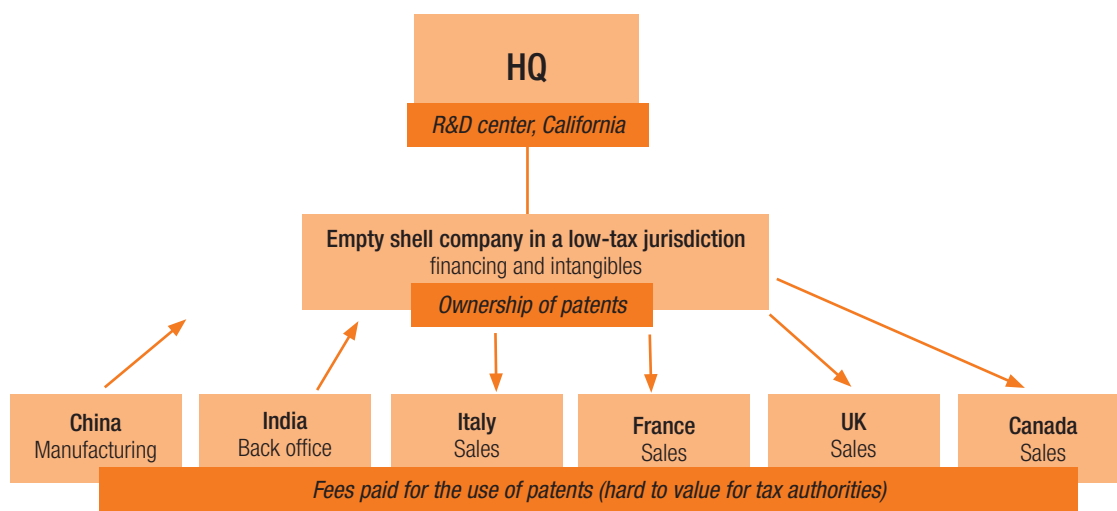 HQ
R&D center, California
Empty shell company in a low-tax jurisdiction
financing and intangibles
Ownership of patents
China
Manufacturing
India
Back office
Italy
Sales
France
Sales
UK
Sales
Canada
Sales
Fees paid for the use of patents (hard to value for tax authorities)